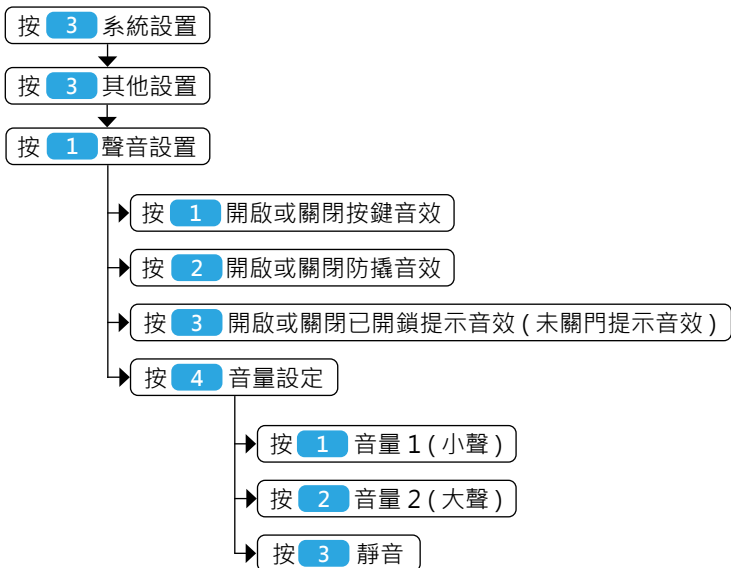 按 3 系統設置
按 3 其他設置
按 1 聲音設置
按 1 開啟或關閉按鍵音效
按 2 開啟或關閉防撬音效
按 3 開啟或關閉已開鎖提示音效 ( 未關門提示音效 )
按 4 音量設定
按 1 音量 1 ( 小聲 )
按 2 音量 2 ( 大聲 )
按 3 靜音